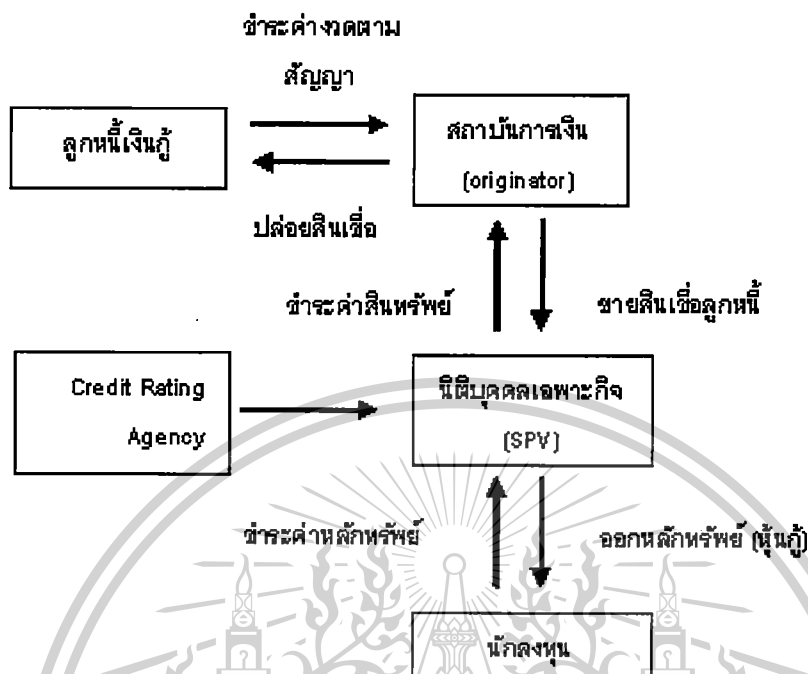 ชำระค่างวดตาม
สัญญา
ลูกหนี้เงินกู้
สถาบันการเงิน
(originator)
ปล่อยสินเชื่อ
ชำระค่าสินทรัพย์
ขายสินเชื่อลูกหนี้
Credit Rating
Agency
นิติบุคคลเฉพาะกิจ
(SPV)
ชำระค่าหลักทรัพย์
ออกหลักทรัพย์ (หุ้นกู้)
นักลงทุน